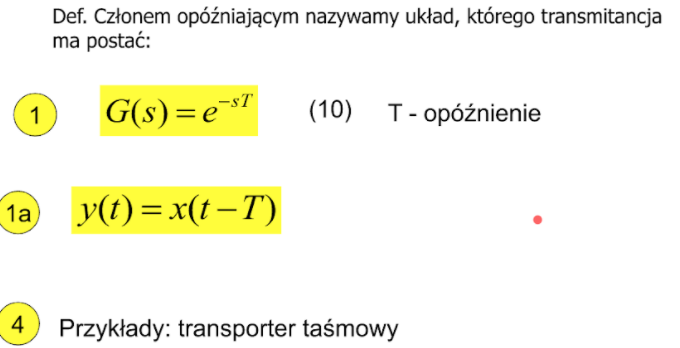 Def. Członem opóźniającym nazywamy układ, którego transmitancja
ma postać:
1 G(s) = e^{-sT} (10) T - opóźnienie
1a y(t) = x(t − T)
4 Przykłady: transporter taśmowy